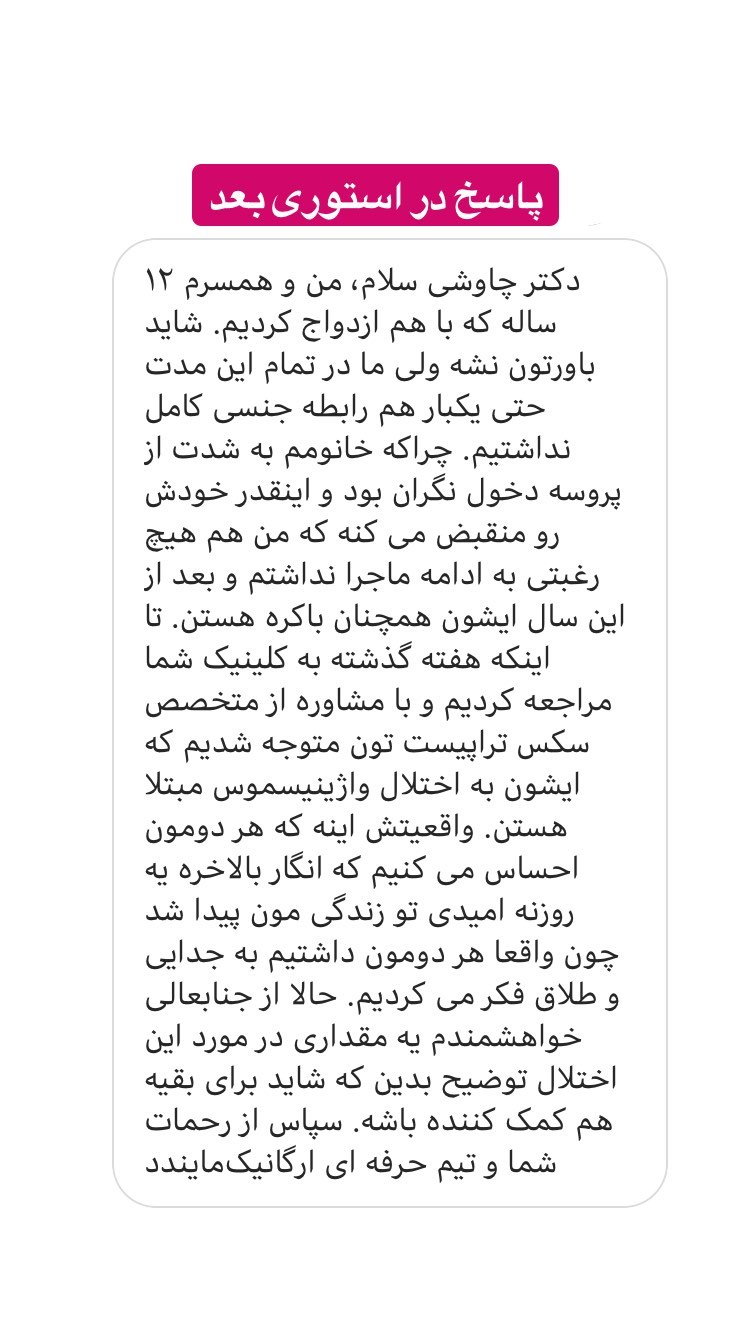 پاسخ در استوری بعد
دکتر چاوشی سلام، من و همسرم ۱۲
ساله که با هم ازدواج کردیم. شاید
باورتون نشه ولی ما در تمام این مدت
حتی یکبار هم رابطه جنسی کامل
نداشتیم. چراکه خانومم به شدت از
پروسه دخول نگران بود و اینقدر خودش
رو منقبض می کنه که من هم هیچ
رغبتی به ادامه ماجرا نداشتم و بعد از
این سال ایشون همچنان باکره هستن. تا
اینکه هفته گذشته به کلینیک شما
مراجعه کردیم و با مشاوره از متخصص
سکس تراپیست تون متوجه شدیم که
ایشون به اختلال واژینیسموس مبتلا
هستن. واقعیتش اینه که هر دومون
احساس می کنیم که انگار بالاخره یه
روزنه امیدی تو زندگی مون پیدا شد
چون واقعا هر دومون داشتیم به جدایی
و طلاق فکر می کردیم. حالا از جنابعالی
خواهشمندم یه مقداری در مورد این
اختلال توضیح بدین که شاید برای بقیه
هم کمک کننده باشه. سپاس از رحمات
شما و تیم حرفه ای ارگانیک‌مایندد